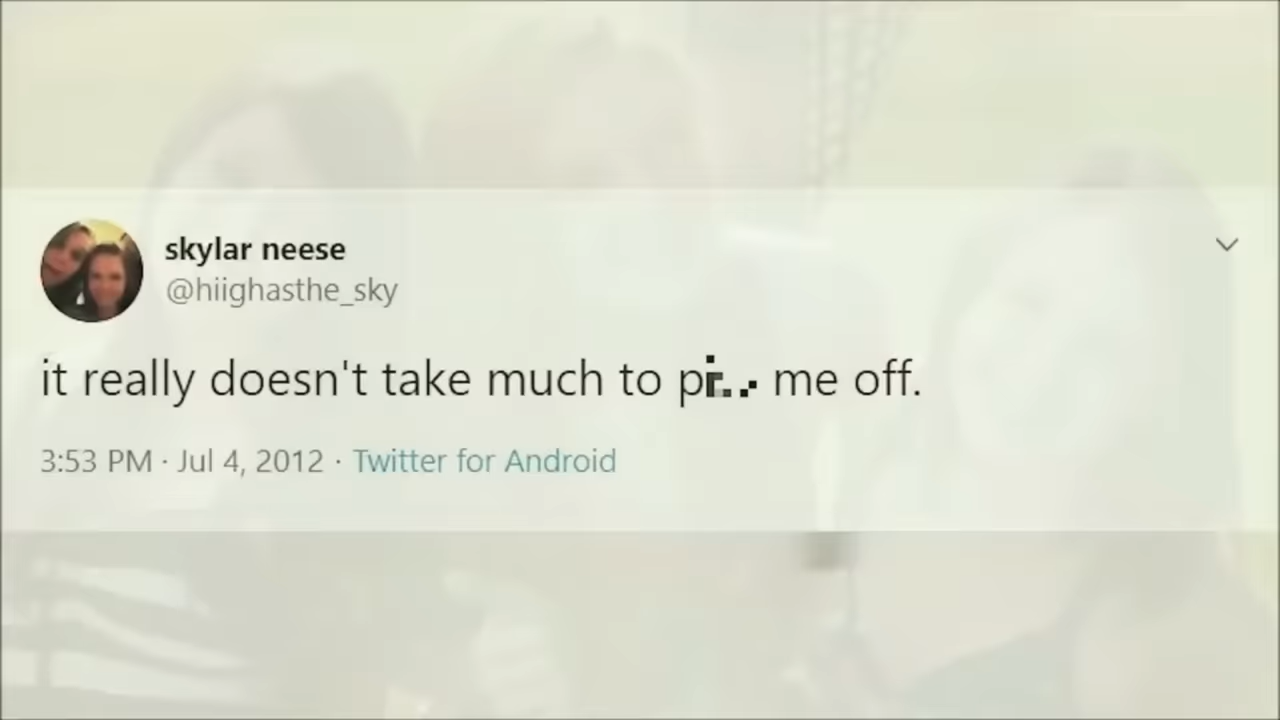 skylar neese
@hiighasthe_sky
it really doesn't take much to me off.
3:53 PM · Jul 4, 2012 · Twitter for Android